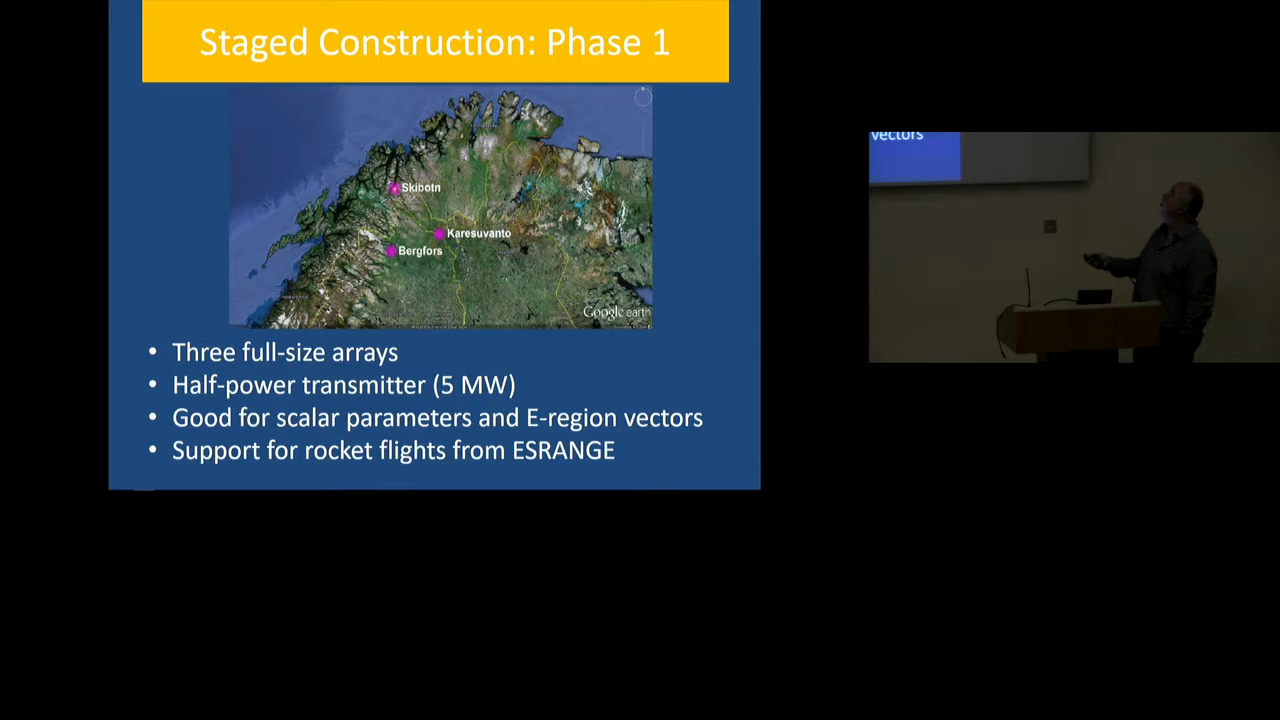 Staged Construction: Phase 1
Skibotn
Karesuvanto
Bergfors
Google earth
• Three full-size arrays
• Half-power transmitter (5 MW)
• Good for scalar parameters and E-region vectors
• Support for rocket flights from ESRANGE
vectors